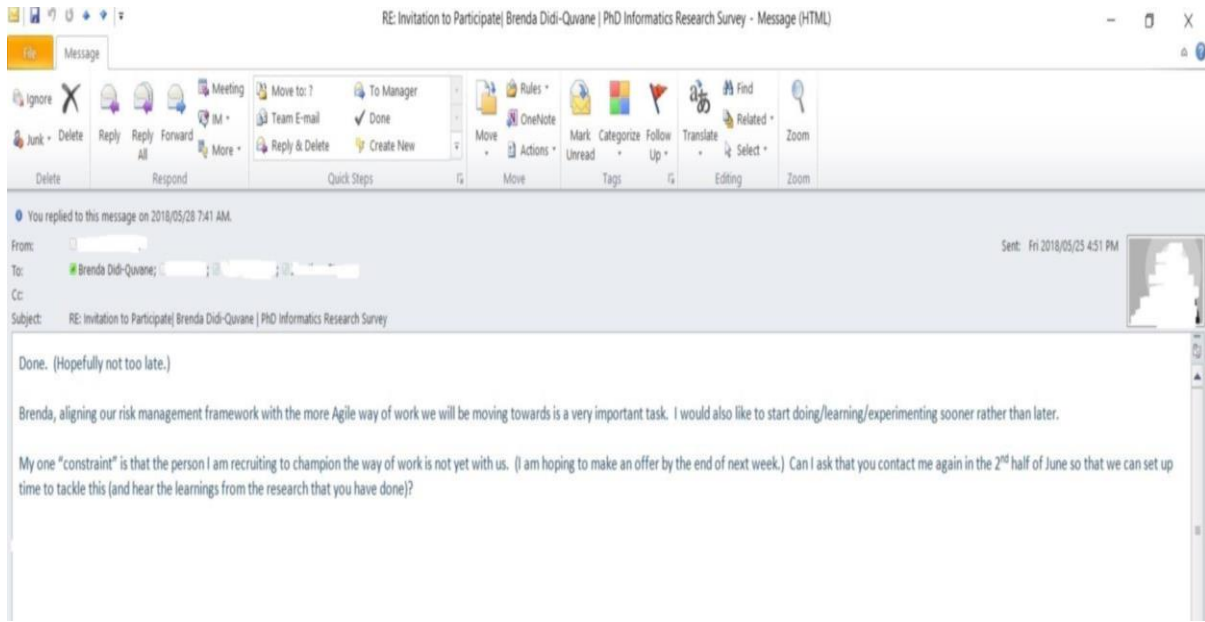 RE: Invitation to Participate| Brenda Didi-Quvane | PhD Informatics Research Survey - Message (HTML)
File Message
Ignore
Junk
Delete
Reply
Reply All
Forward
Meeting
IM
More
Move to: ?
Team E-mail
Reply & Delete
To Manager
Done
Create New
Move
Rules
OneNote
Actions
Mark Unread
Categorize
Follow Up
Translate
Find
Related
Select
Zoom
Delete Respond Quick Steps Move Tags Editing Zoom
You replied to this message on 2018/05/28 7:41 AM.
From: Sent: Fri 2018/05/25 4:51 PM
To: Brenda Didi-Quvane; ; ;
Cc
Subject: RE: Invitation to Participate| Brenda Didi-Quvane | PhD Informatics Research Survey
Done. (Hopefully not too late.)
Brenda, aligning our risk management framework with the more Agile way of work we will be moving towards is a very important task. I would also like to start doing/learning/experimenting sooner rather than later.
My one "constraint" is that the person I am recruiting to champion the way of work is not yet with us. (I am hoping to make an offer by the end of next week.) Can I ask that you contact me again in the 2nd half of June so that we can set up
time to tackle this (and hear the learnings from the research that you have done)?